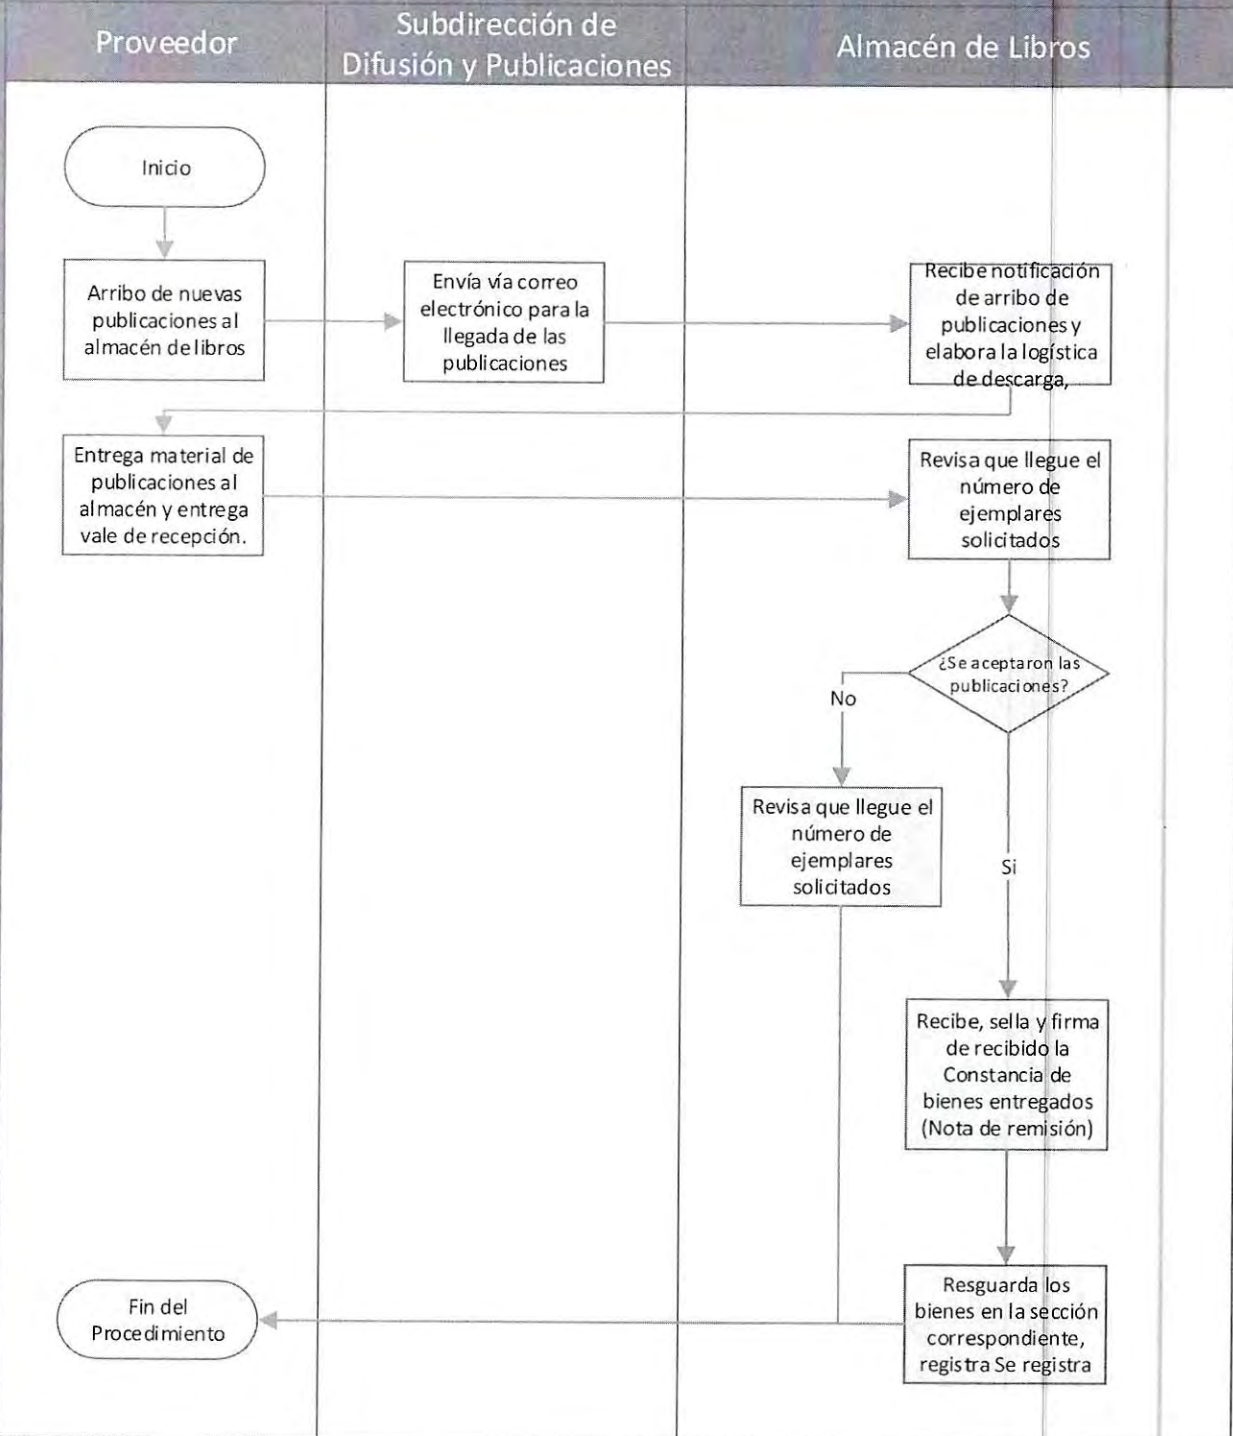 Proveedor
Subdirección de
Difusión y Publicaciones
Almacén de Libros
Inicio
Arribo de nuevas
publicaciones al
almacén de libros
Envía vía correo
electrónico para la
llegada de las
publicaciones
Recibe notificación
de arribo de
publicaciones y
elabora la logística
de descarga,
Entrega material de
publicaciones al
almacén y entrega
vale de recepción.
Revisa que llegue el
número de
ejemplares
solicitados
¿Se aceptaron las
publicaciones?
No
Revisa que llegue el
número de
ejemplares
solicitados
Si
Recibe, sella y firma
de recibido la
Constancia de
bienes entregados
(Nota de remisión)
Resguarda los
bienes en la sección
correspondiente,
registra Se registra
Fin del
Procedimiento